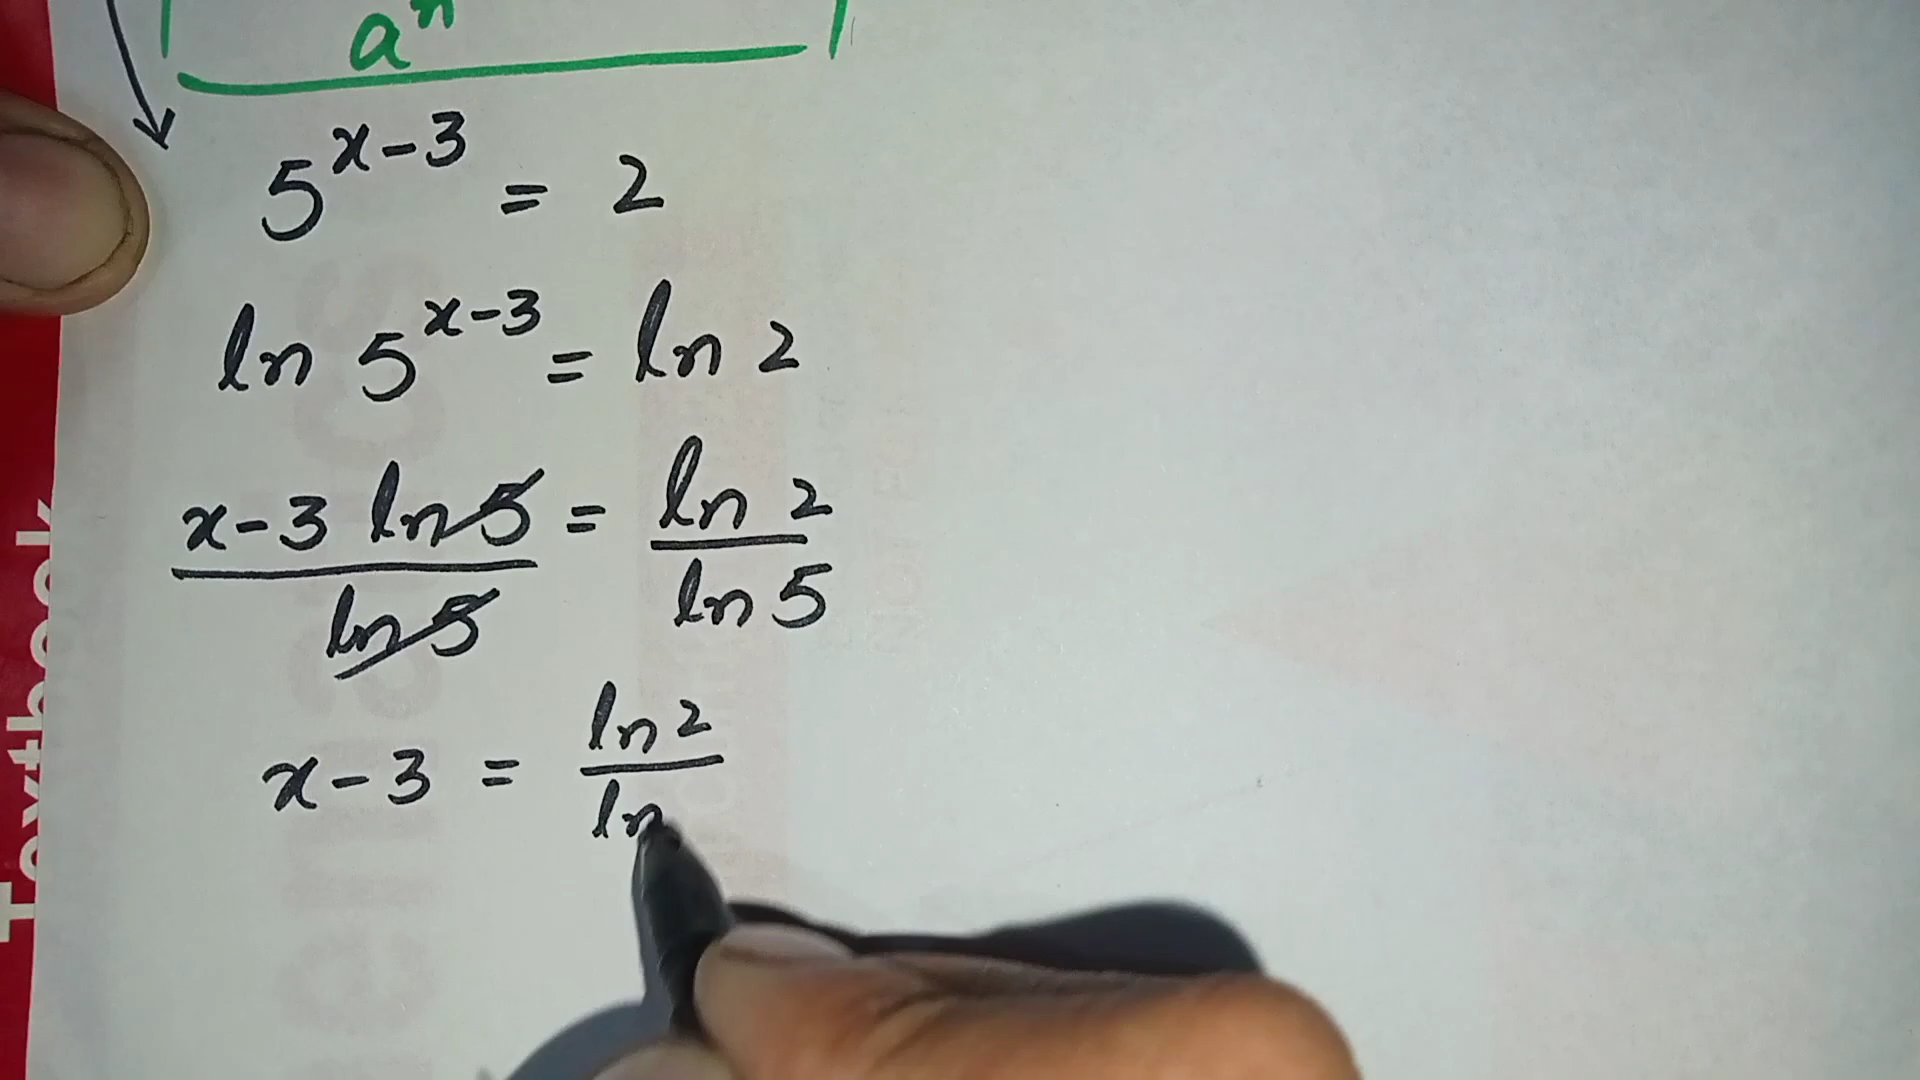 aⁿ
5^(x-3) = 2
ln 5^(x-3) = ln 2
(x-3 ln 5)/(ln 5) = (ln 2)/(ln 5)
x-3 = (ln 2)/(ln
Textbook